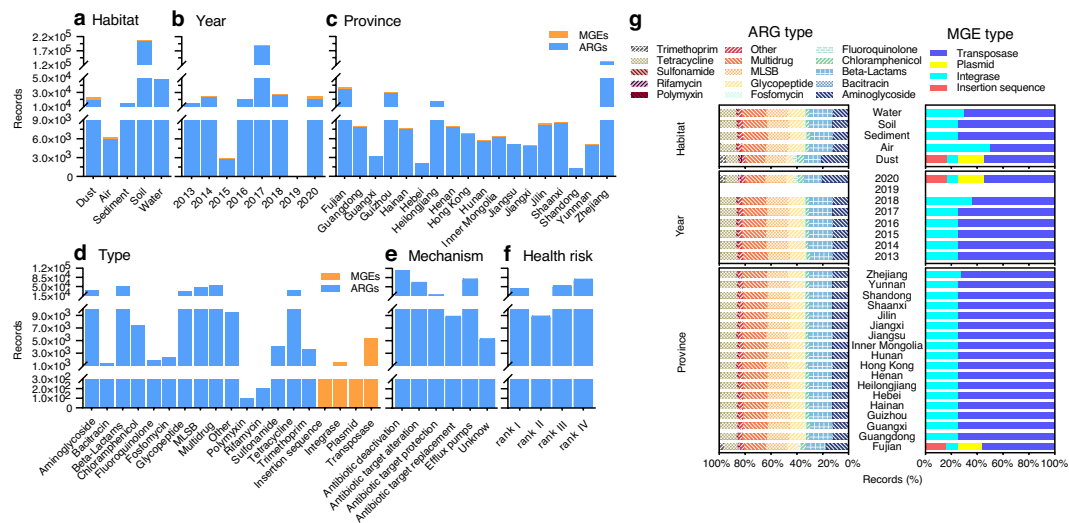 a Habitat
b Year
c Province
MGEs
ARGs
Records
2.2×10⁵
1.7×10⁵
1.2×10⁵
5.0×10⁴
3.0×10⁴
1.0×10⁴
9.0×10³
6.0×10³
3.0×10³
0
Dust
Air
Sediment
Soil
Water
2013
2014
2015
2016
2017
2018
2019
2020
Fujian
Guangdong
Guangxi
Guizhou
Hainan
Hebei
Heilongjiang
Henan
Hong Kong
Hunan
Inner Mongolia
Jiangsu
Jiangxi
Jilin
Shaanxi
Shandong
Yunnnan
Zhejiang
d Type
MGEs
ARGs
Records
1.2×10⁵
5.0×10⁴
1.5×10⁴
9.0×10³
7.0×10³
5.0×10³
3.0×10³
1.0×10³
3.0×10²
2.0×10²
1.0×10²
0
Aminoglycoside
Bacitracin
Beta-Lactams
Chloramphenicol
Fluoroquinolone
Fosfomycin
Glycopeptide
MLSB
Multidrug
Other
Polymyxin
Rifamycin
Sulfonamide
Tetracycline
Trimethoprim
Insertion sequence
Integrase
Plasmid
Transposase
e Mechanism
Antibiotic deactivation
Antibiotic target alteration
Antibiotic target protection
Antibiotic target replacement
Efflux pumps
Unknow
f Health risk
rank I
rank II
rank III
rank IV
g
ARG type
Trimethoprim
Tetracycline
Sulfonamide
Rifamycin
Polymyxin
Other
Multidrug
MLSB
Glycopeptide
Fosfomycin
Fluoroquinolone
Chloramphenicol
Beta-Lactams
Bacitracin
Aminoglycoside
MGE type
Transposase
Plasmid
Integrase
Insertion sequence
Habitat
Water
Soil
Sediment
Air
Dust
Year
2020
2019
2018
2017
2016
2015
2014
2013
Province
Zhejiang
Yunnan
Shandong
Shaanxi
Jilin
Jiangxi
Jiangsu
Inner Mongolia
Hunan
Hong Kong
Henan
Heilongjiang
Hebei
Hainan
Guizhou
Guangxi
Guangdong
Fujian
100% 80% 60% 40% 20% 0%
0% 20% 40% 60% 80% 100%
Records (%)